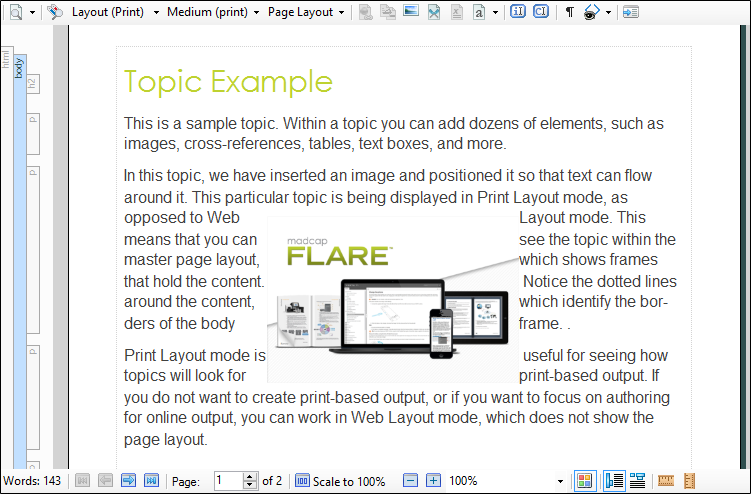 Layout (Print) Medium (print) Page Layout
html
body
h2
p
p
p
Topic Example
This is a sample topic. Within a topic you can add dozens of elements, such as
images, cross-references, tables, text boxes, and more.
In this topic, we have inserted an image and positioned it so that text can flow
around it. This particular topic is being displayed in Print Layout mode, as
opposed to Web Layout mode. This
means that you can see the topic within the
master page layout, which shows frames
that hold the content. Notice the dotted lines
around the content, which identify the bor-
ders of the body frame. .
madcap
FLARE™
Print Layout mode is useful for seeing how
topics will look for print-based output. If
you do not want to create print-based output, or if you want to focus on authoring
for online output, you can work in Web Layout mode, which does not show the
page layout.
Words: 143 Page: 1 of 2 100 Scale to 100% 100%